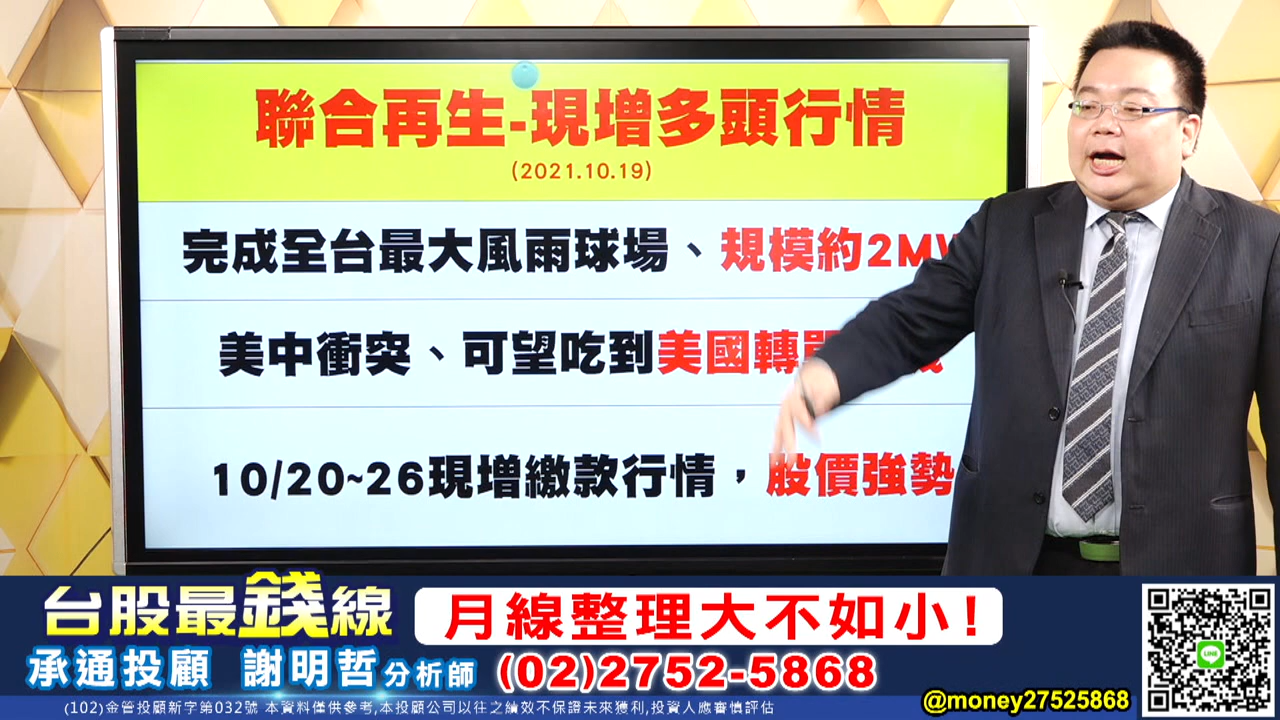 聯合再生-現增多頭行情
(2021.10.19)
完成全台最大風雨球場、規模約2MW
美中衝突、可望吃到美國轉單
10/20~26現增繳款行情，股價強勢
台股最錢線
月線整理大不如小!
承通投顧 謝明哲分析師 (02)2752-5868
LINE
(102)金管投顧新字第032號 本資料僅供參考,本投顧公司以往之績效不保證未來獲利,投資人應審慎評估
@money27525868